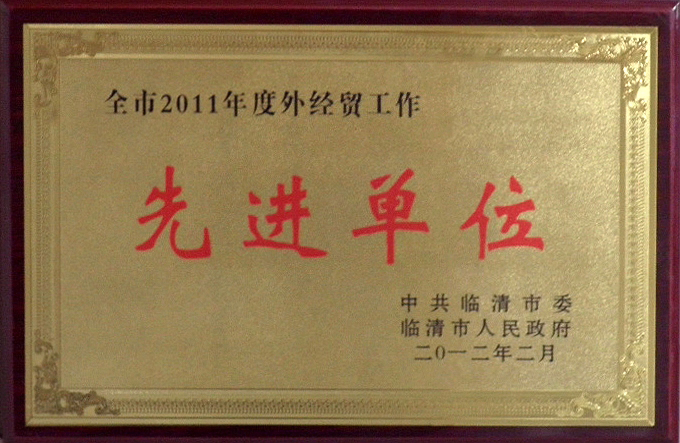 全市2011年度外经贸工作
先进单位
中共临清市委
临清市人民政府
二0一二年二月